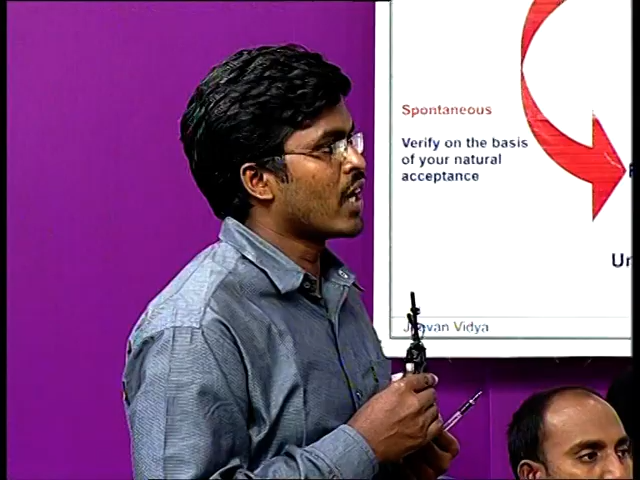 Spontaneous
Verify on the basis
of your natural
acceptance
Jeevan Vidya